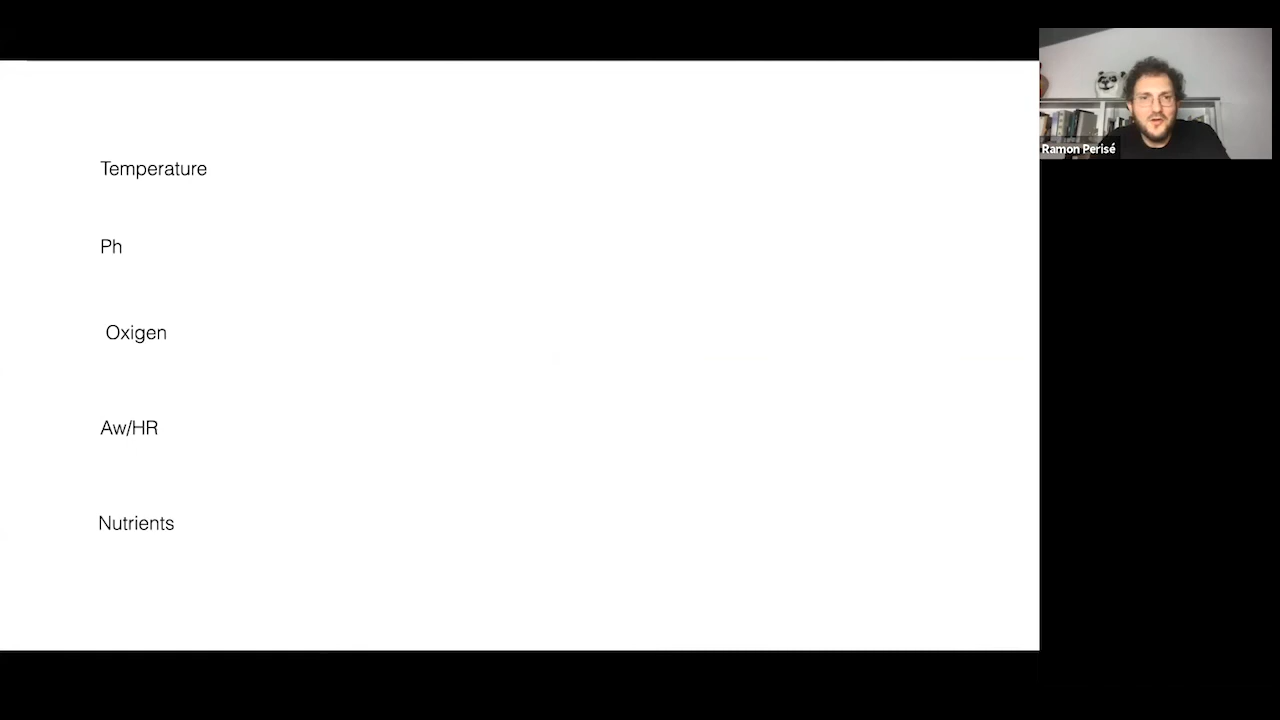 Temperature
Ph
Oxigen
Aw/HR
Nutrients
Ramon Perisé